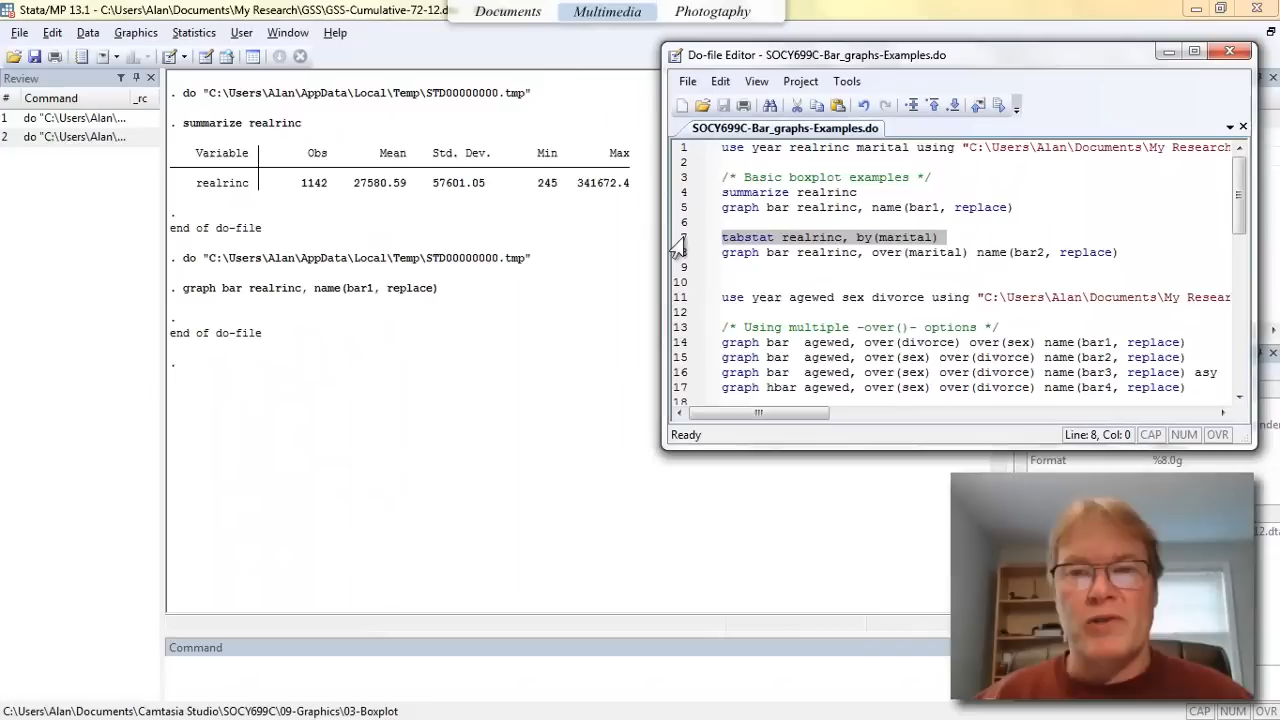 Stata/MP 13.1 - C:\Users\Alan\Documents\My Research\GSS\GSS-Cumulative-72-12.d
Documents Multimedia Photogtaphy
File Edit Data Graphics Statistics User Window Help
Review
# Command _rc
1 do "C:\Users\Alan\...
2 do "C:\Users\Alan\...
. do "C:\Users\Alan\AppData\Local\Temp\STD00000000.tmp"
. summarize realrinc
Variable Obs Mean Std. Dev. Min Max
realrinc 1142 27580.59 57601.05 245 341672.4
.
end of do-file
. do "C:\Users\Alan\AppData\Local\Temp\STD00000000.tmp"
. graph bar realrinc, name(bar1, replace)
.
end of do-file
.
Command
C:\Users\Alan\Documents\Camtasia Studio\SOCY699C\09-Graphics\03-Boxplot
CAP NUM OVR
Do-file Editor - SOCY699C-Bar_graphs-Examples.do
File Edit View Project Tools
SOCY699C-Bar_graphs-Examples.do
1 use year realrinc marital using "C:\Users\Alan\Documents\My Research
2
3 /* Basic boxplot examples */
4 summarize realrinc
5 graph bar realrinc, name(bar1, replace)
6
7 tabstat realrinc, by(marital)
8 graph bar realrinc, over(marital) name(bar2, replace)
9
10
11 use year agewed sex divorce using "C:\Users\Alan\Documents\My Resear
12
13 /* Using multiple -over()- options */
14 graph bar agewed, over(divorce) over(sex) name(bar1, replace)
15 graph bar agewed, over(sex) over(divorce) name(bar2, replace)
16 graph bar agewed, over(sex) over(divorce) name(bar3, replace) asy
17 graph hbar agewed, over(sex) over(divorce) name(bar4, replace)
18
Ready Line: 8, Col: 0 CAP NUM OVR
Format %8.0g
12.dta